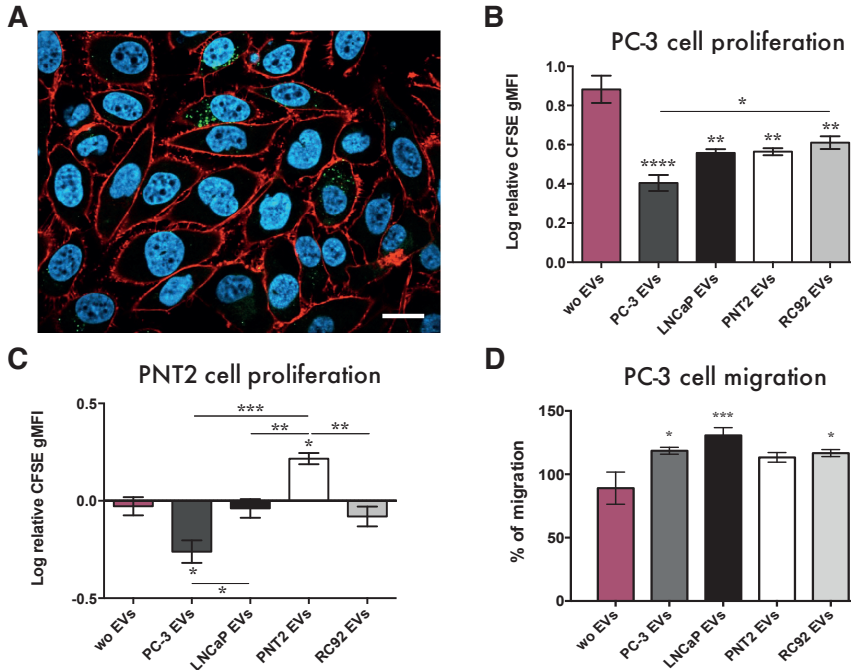 A
B
PC-3 cell proliferation
Log relative CFSE gMFI
1.0
0.8
0.6
0.4
0.2
0.0
*
****
**
**
**
wo EVs
PC-3 EVs
LNCaP EVs
PNT2 EVs
RC92 EVs
C
PNT2 cell proliferation
Log relative CFSE gMFI
0.5
0.0
-0.5
***
**
**
*
*
*
wo EVs
PC-3 EVs
LNCaP EVs
PNT2 EVs
RC92 EVs
D
PC-3 cell migration
% of migration
150
100
50
0
*
***
*
wo EVs
PC-3 EVs
LNCaP EVs
PNT2 EVs
RC92 EVs